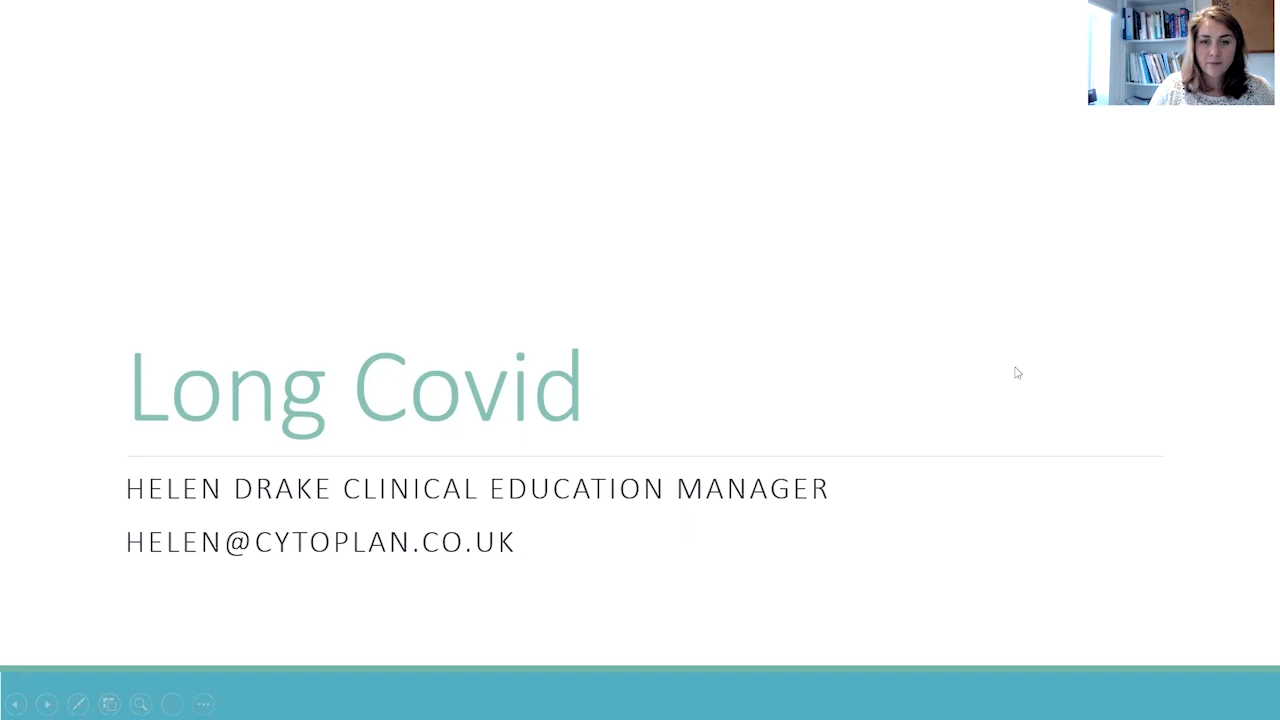 Long Covid
HELEN DRAKE CLINICAL EDUCATION MANAGER
HELEN@CYTOPLAN.CO.UK